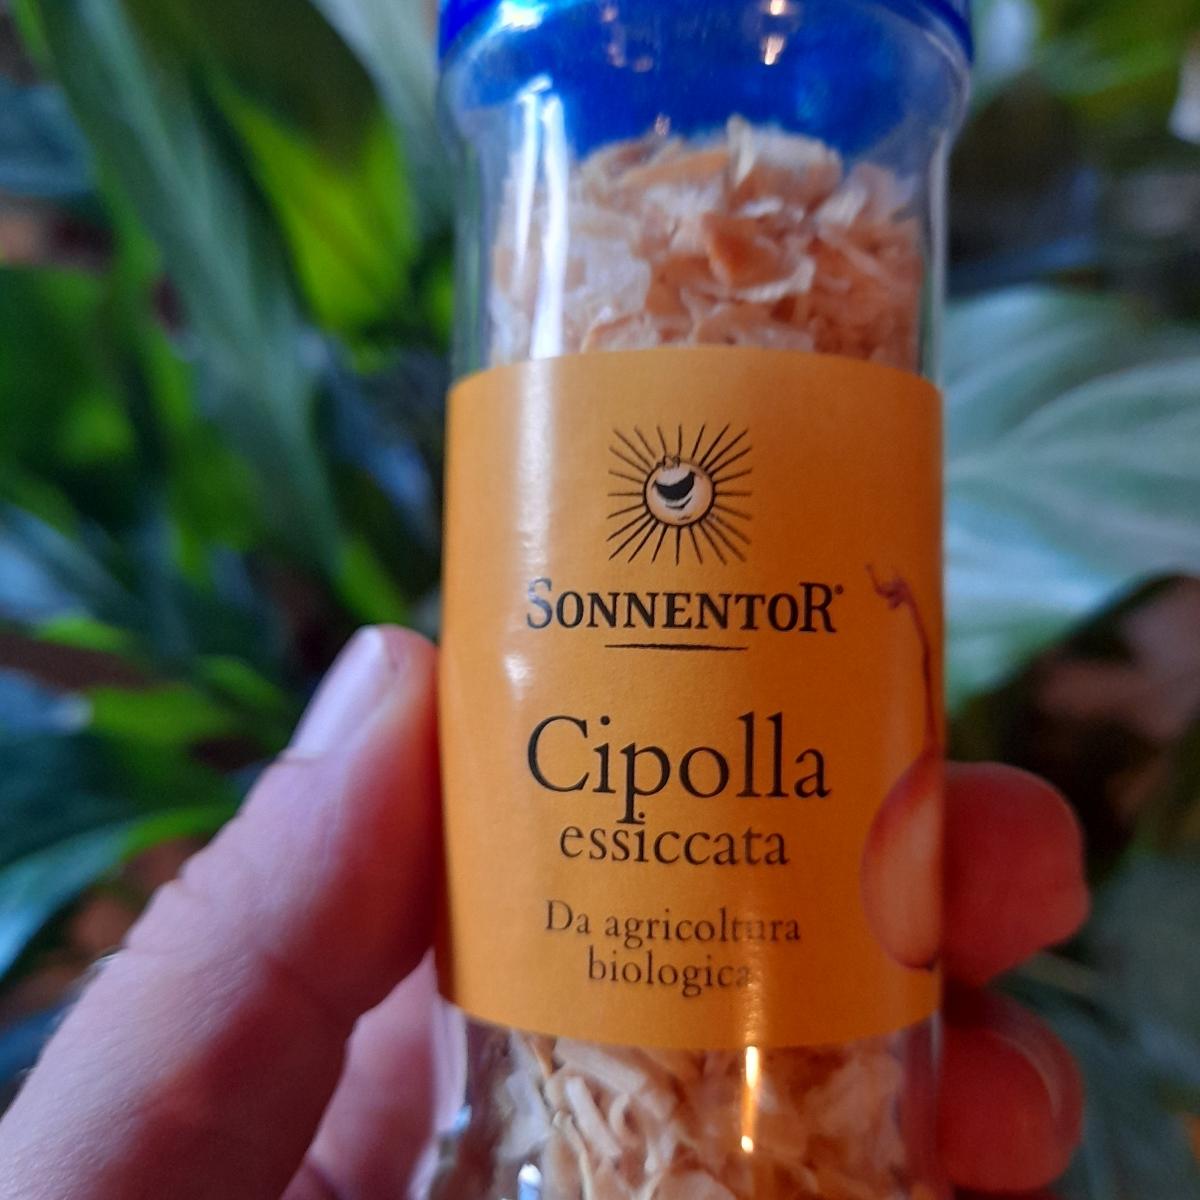 SONNENTOR®
Cipolla
essiccata
Da agricoltura
biologica